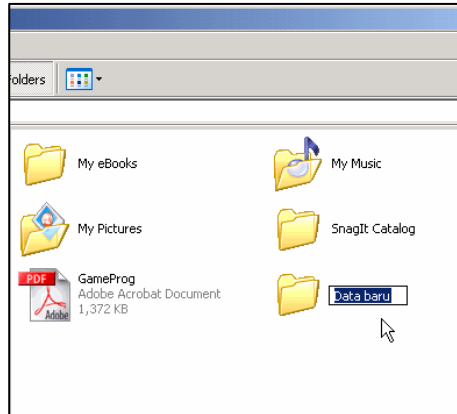 Folders
My eBooks
My Music
My Pictures
SnagIt Catalog
PDF
Adobe
GameProg
Adobe Acrobat Document
1,372 KB
Data baru